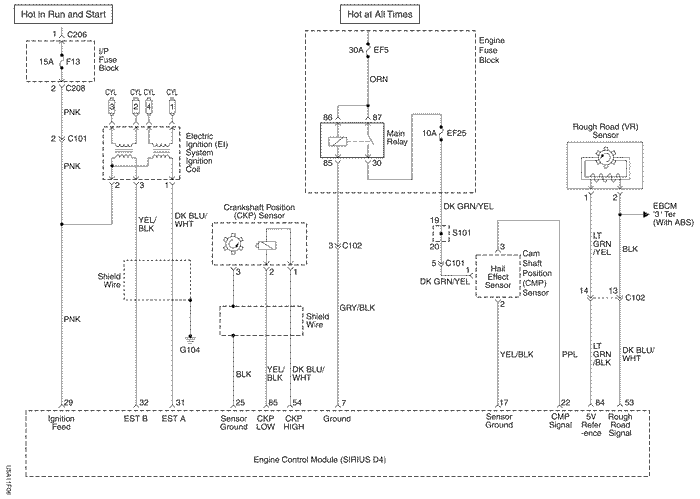 Hot in Run and Start
Hot at All Times
1 C206
15A F13
I/P
Fuse
Block
2 C208
PNK
2 C101
PNK
CYL CYL CYL CYL
3 2 4 1
Electric
Ignition (EI)
System
Ignition
Coil
2 3 1
YEL/
BLK
DK BLU/
WHT
Shield
Wire
G104
PNK
Crankshaft Position
(CKP) Sensor
3 2 1
Shield
Wire
BLK
YEL/
BLK
DK BLU/
WHT
Engine
Fuse
Block
30A EF5
ORN
86 87
Main
Relay
85 30
10A EF25
3 C102
GRY/BLK
DK GRN/YEL
19
S101
20
5 C101
DK GRN/YEL
1
3
Hail
Effect
Sensor
Cam
Shaft
Position
(CMP)
Sensor
2
YEL/BLK
PPL
Rough Road (VR)
Sensor
1 2
EBCM
'3' Ter
(With ABS)
LT
GRN
/YEL
BLK
14 13 C102
LT
GRN
/BLK
DK BLU/
WHT
29 32 31 25 65 54 7 17 22 84 53
Ignition
Feed
EST B
EST A
Sensor
Ground
CKP
LOW
CKP
HIGH
Ground
Sensor
Ground
CMP
Signal
5V
Refer
-ence
Rough
Road
Signal
Engine Control Module (SIRIUS D4)